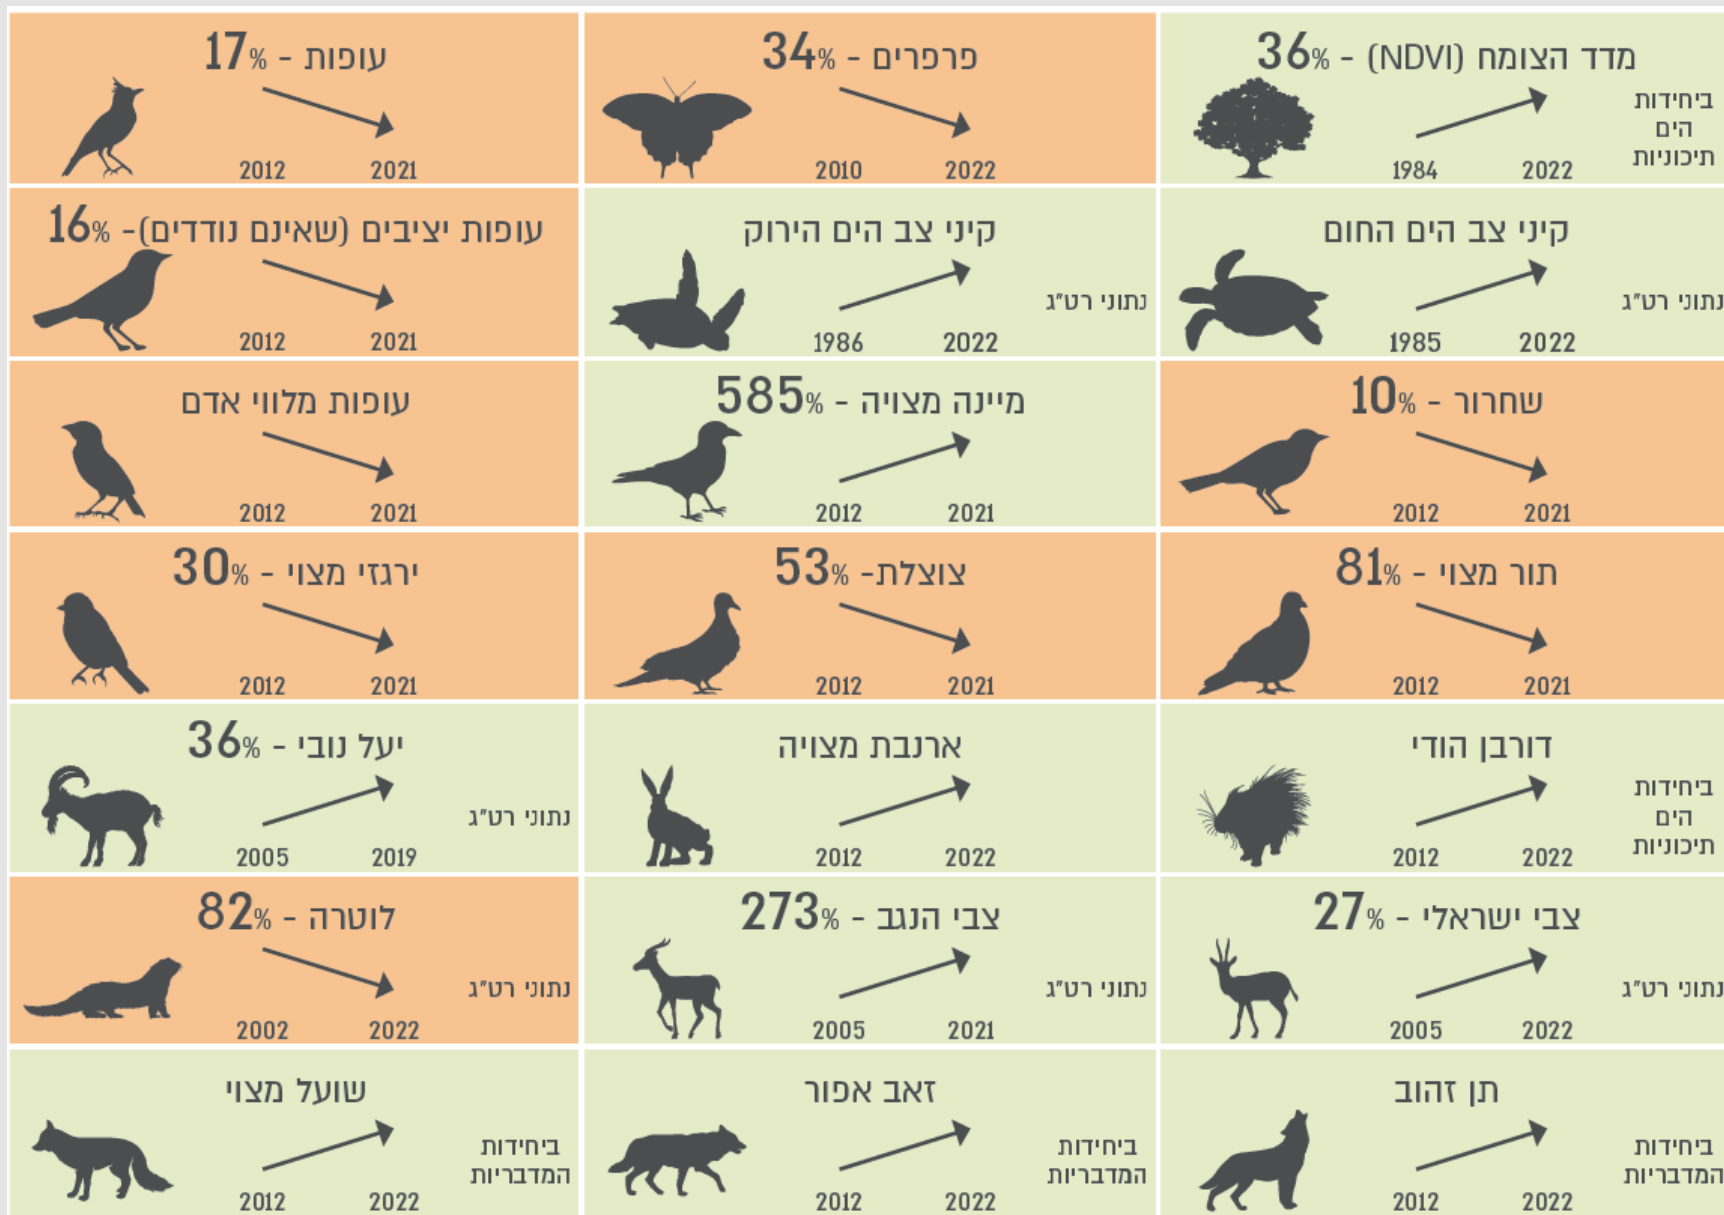 מדד הצומח (NDVI) - 36%
ביחידות
הים
תיכוניות
1984 2022
פרפרים - 34%
2010 2022
עופות - 17%
2012 2021
קיני צב הים החום
נתוני רט"ג
1985 2022
קיני צב הים הירוק
נתוני רט"ג
1986 2022
עופות יציבים (שאינם נודדים)- 16%
2012 2021
שחרור - 10%
2012 2021
מיינה מצויה - 585%
2012 2021
עופות מלווי אדם
2012 2021
תור מצוי - 81%
2012 2021
צוצלת- 53%
2012 2021
ירגזי מצוי - 30%
2012 2021
דורבן הודי
ביחידות
הים
תיכוניות
2012 2022
ארנבת מצויה
2012 2022
יעל נובי - 36%
נתוני רט"ג
2005 2019
צבי ישראלי - 27%
נתוני רט"ג
2005 2022
צבי הנגב - 273%
נתוני רט"ג
2005 2021
לוטרה - 82%
נתוני רט"ג
2002 2022
תן זהוב
ביחידות
המדבריות
2012 2022
זאב אפור
ביחידות
המדבריות
2012 2022
שועל מצוי
ביחידות
המדבריות
2012 2022